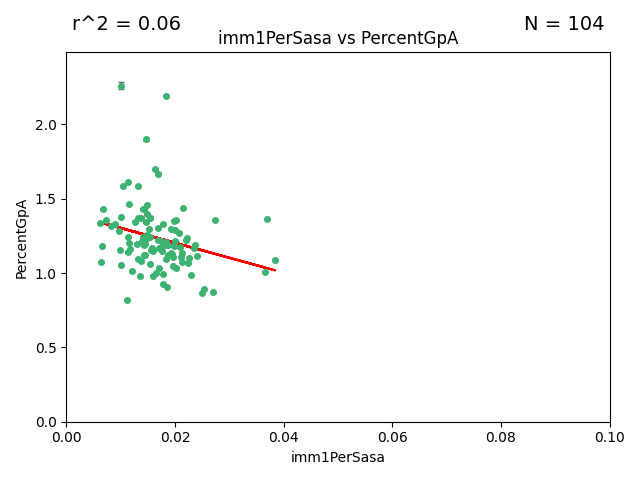 r^2 = 0.06
N = 104
imm1PerSasa vs PercentGpA
PercentGpA
2.0
1.5
1.0
0.5
0.0
0.00
0.02
0.04
0.06
0.08
0.10
imm1PerSasa